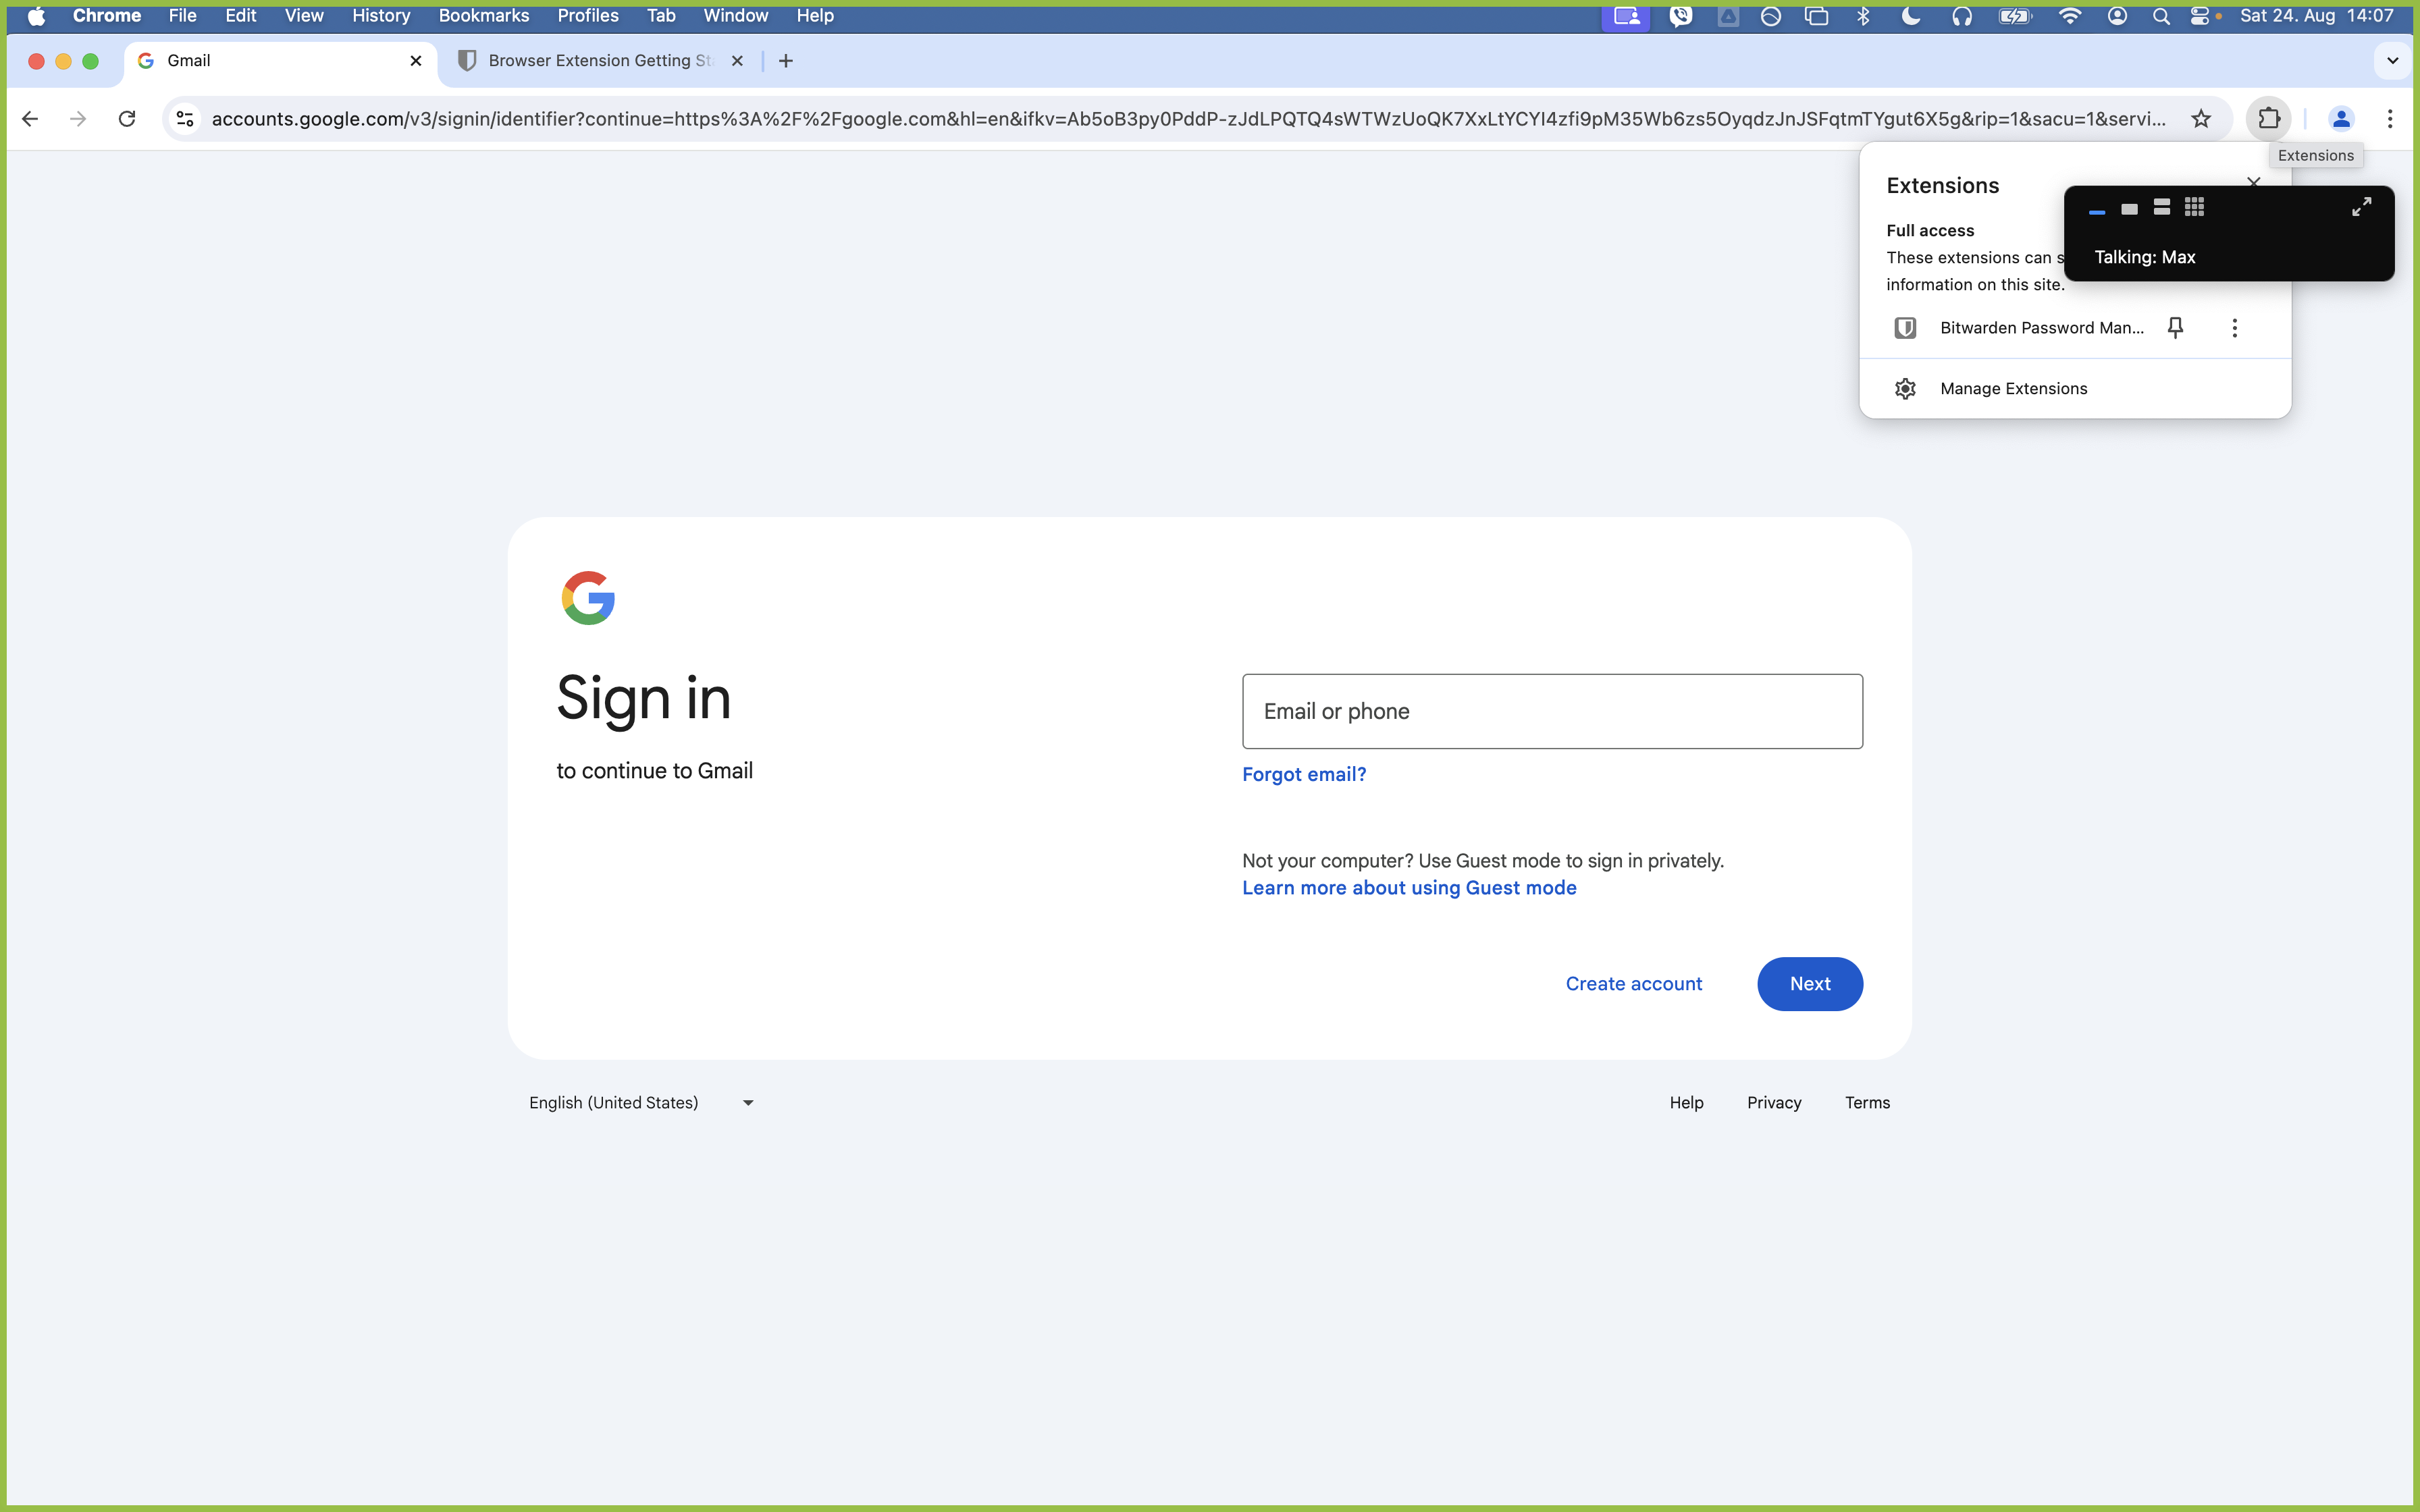 Chrome File Edit View History Bookmarks Profiles Tab Window Help Sat 24. Aug 14:07
Gmail Browser Extension Getting St
accounts.google.com/v3/signin/identifier?continue=https%3A%2F%2Fgoogle.com&hl=en&ifkv=Ab5oB3py0PddP-zJdLPQTQ4sWTWzUoQK7XxLtYCYI4zfi9pM35Wb6zs5OyqdzJnJSFqtmTYgut6X5g&rip=1&sacu=1&servi...
Extensions
Extensions
Full access
These extensions can s
information on this site.
Talking: Max
Bitwarden Password Man...
Manage Extensions
Sign in
to continue to Gmail
Email or phone
Forgot email?
Not your computer? Use Guest mode to sign in privately.
Learn more about using Guest mode
Create account Next
English (United States) Help Privacy Terms